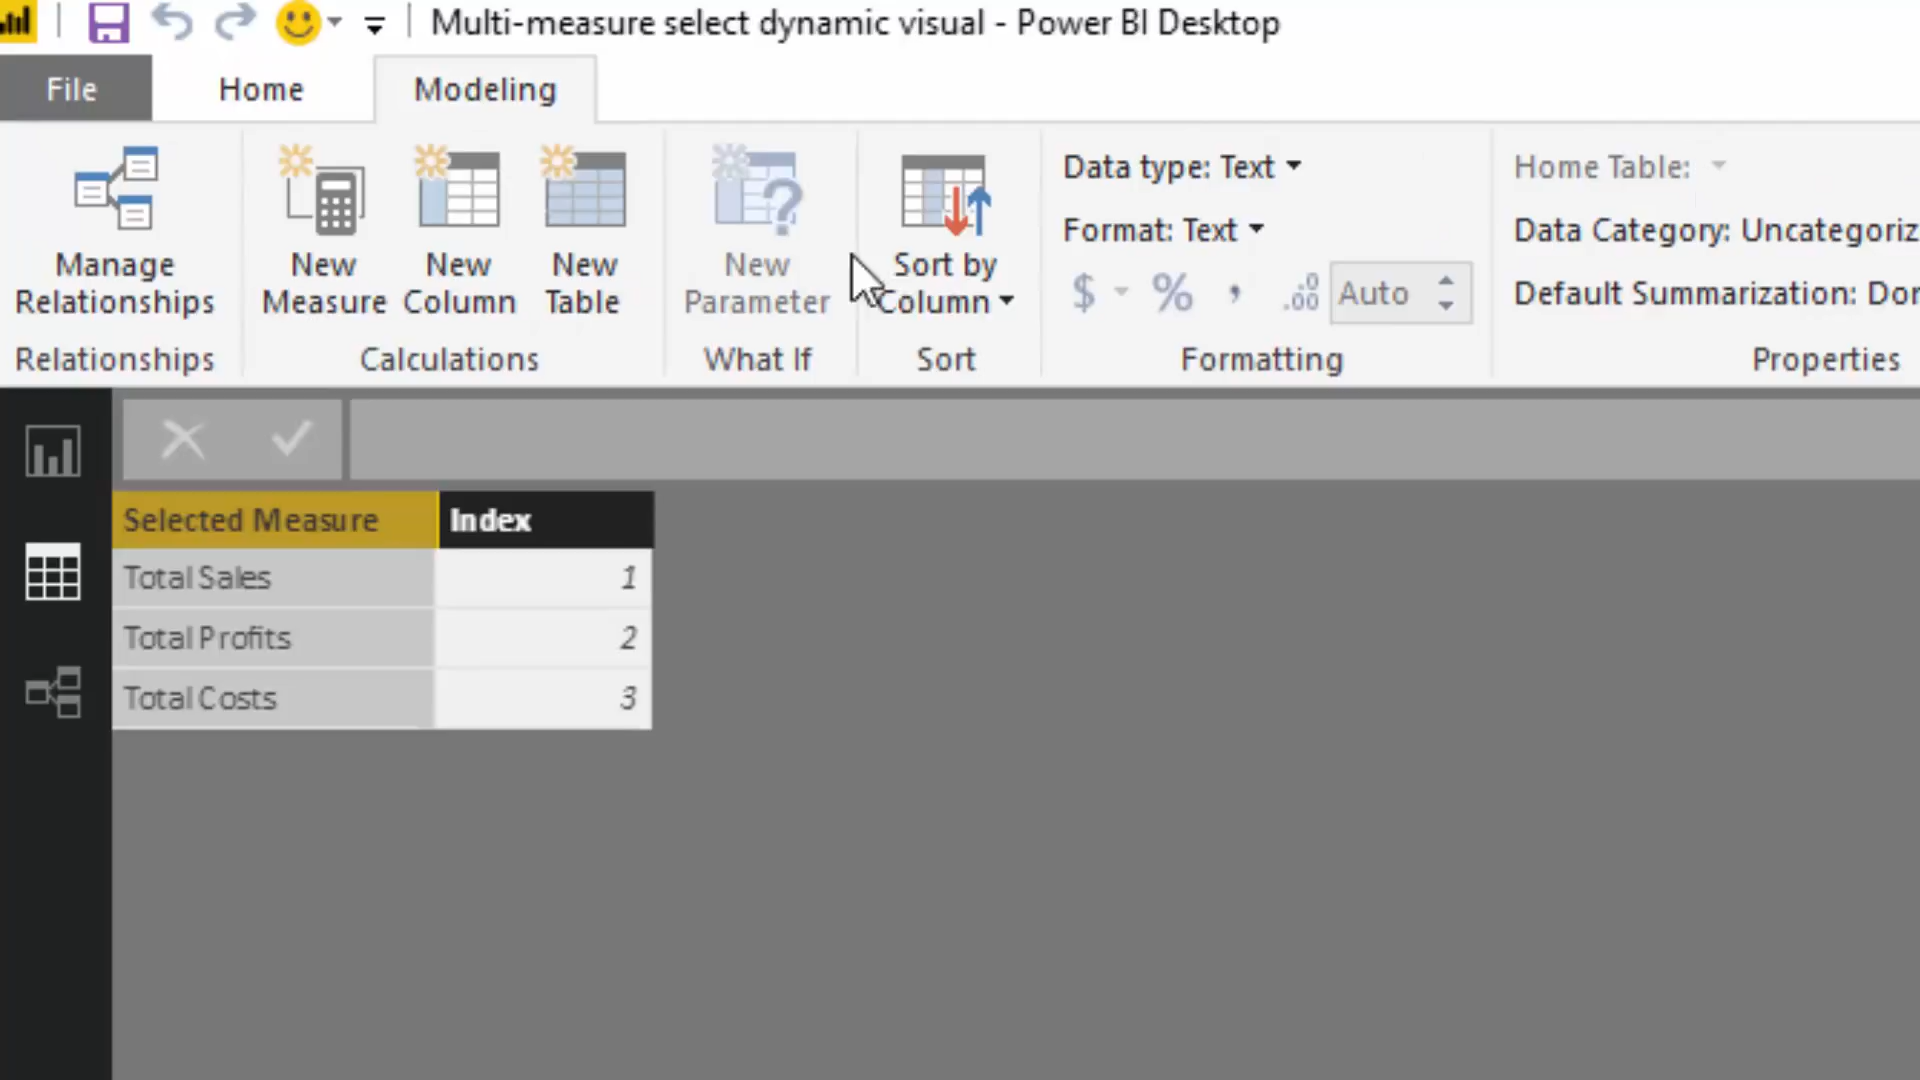 Multi-measure select dynamic visual - Power BI Desktop
File Home Modeling
Manage Relationships
New Measure
New Column
New Table
New Parameter
Sort by Column
Data type: Text
Format: Text
$ % , .00 Auto
Home Table:
Data Category: Uncategoriz
Default Summarization: Don
Relationships Calculations What If Sort Formatting Properties
Selected Measure Index
Total Sales 1
Total Profits 2
Total Costs 3